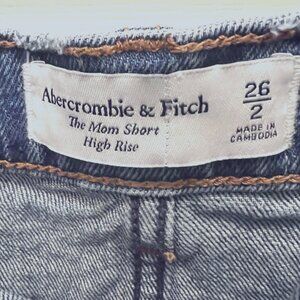 Abercrombie & Fitch
The Mom Short
High Rise
26
2
MADE IN
CAMBODIA